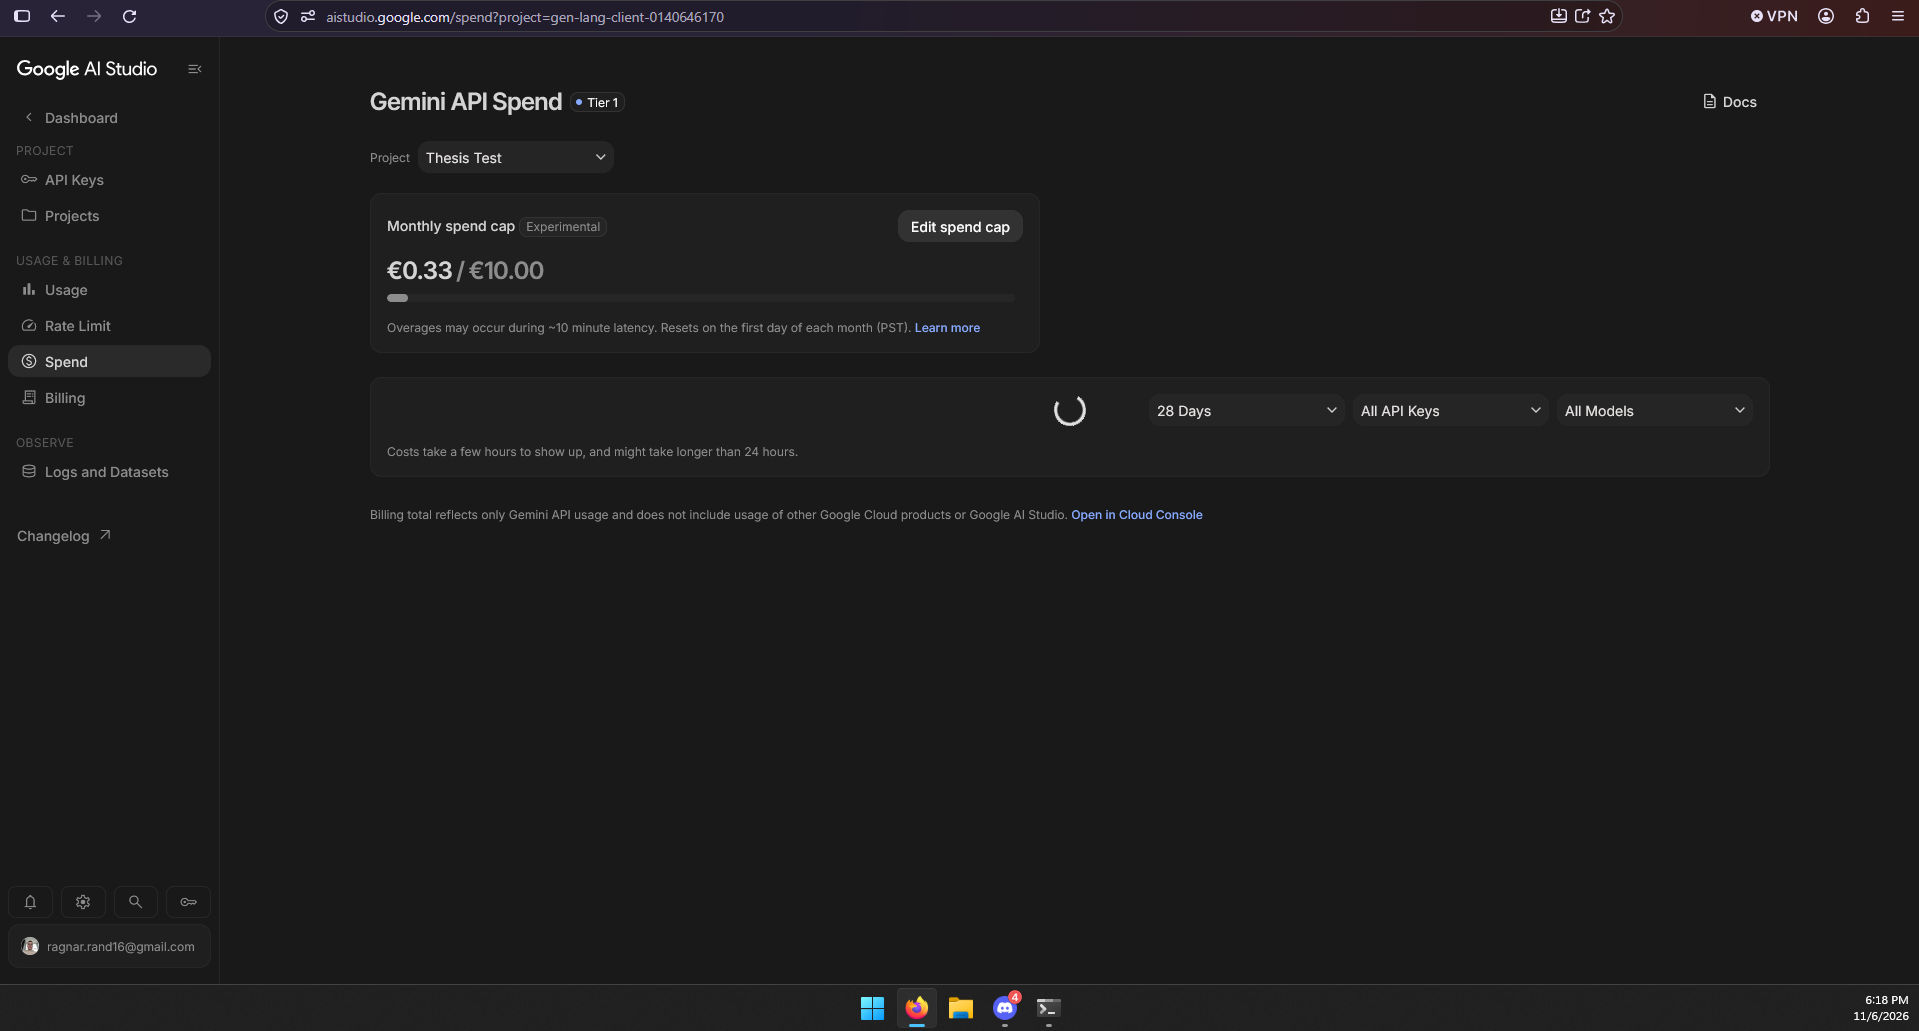 aistudio.google.com/spend?project=gen-lang-client-0140646170
VPN
Google AI Studio
Dashboard
PROJECT
API Keys
Projects
USAGE & BILLING
Usage
Rate Limit
Spend
Billing
OBSERVE
Logs and Datasets
Changelog
ragnar.rand16@gmail.com
Gemini API Spend
Tier 1
Docs
Project
Thesis Test
Monthly spend cap
Experimental
Edit spend cap
€0.33 / €10.00
Overages may occur during ~10 minute latency. Resets on the first day of each month (PST). Learn more
28 Days
All API Keys
All Models
Costs take a few hours to show up, and might take longer than 24 hours.
Billing total reflects only Gemini API usage and does not include usage of other Google Cloud products or Google AI Studio. Open in Cloud Console
4
6:18 PM
11/6/2026